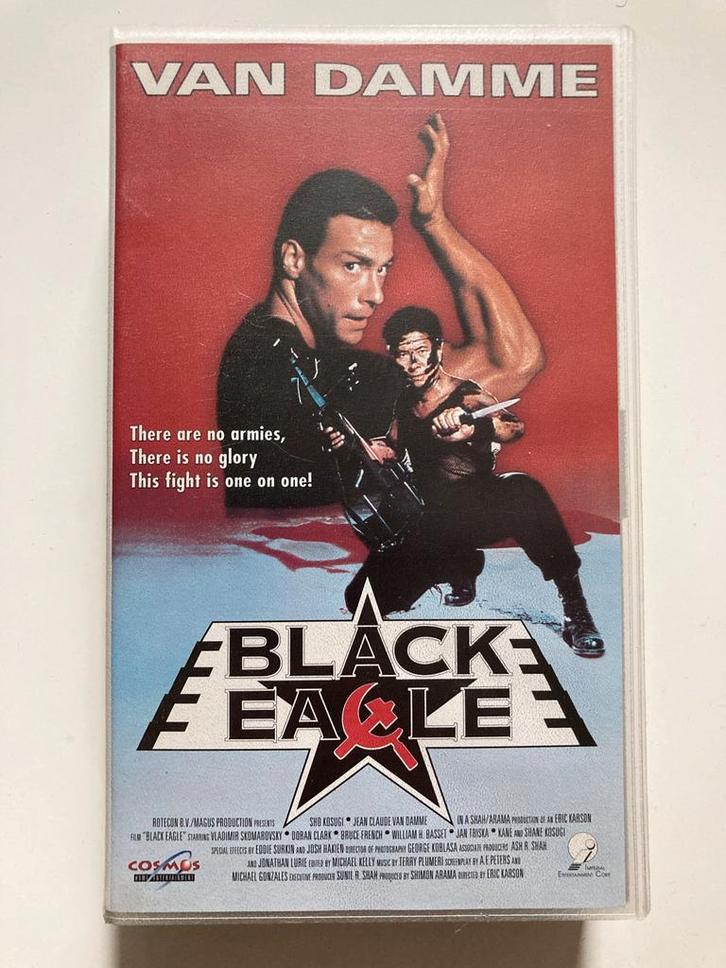 VAN DAMME
There are no armies,
There is no glory
This fight is one on one!
BLACK
EAGLE
ROTECON B.V./MAGUS PRODUCTION PRESENTS SHO KOSUGI • JEAN CLAUDE VAN DAMME IN A SHAH/ARAMA PRODUCTION OF AN ERIC KARSON
FILM "BLACK EAGLE" STARRING VLADIMIR SKOMAROVSKY • DORAN CLARK • BRUCE FRENCH • WILLIAM H. BASSET • JAN TRISKA • KANE AND SHANE KOSUGI
SPECIAL EFFECTS BY EDDIE SURKIN AND JOSH HAKIEN DIRECTOR OF PHOTOGRAPHY GEORGE KOBLASA ASSOCIATE PRODUCERS ASH R. SHAH
AND JONATHAN LURIE EDITED BY MICHAEL KELLY MUSIC BY TERRY PLUMERI SCREENPLAY BY A.E. PETERS AND
MICHAEL GONZALES EXECUTIVE PRODUCER SUNIL R. SHAH PRODUCED BY SHIMON ARAMA DIRECTED BY ERIC KARSON
COSMOS
HOME ENTERTAINMENT
IMPERIAL
ENTERTAINMENT CORP.